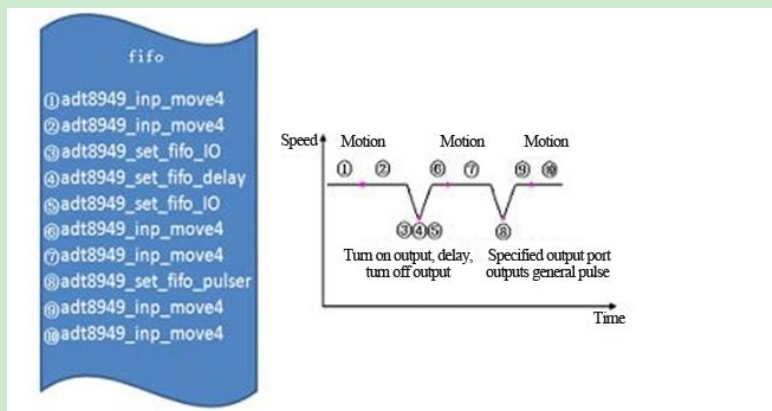 fifo
①adt8949_inp_move4
②adt8949_inp_move4
③adt8949_set_fifo_IO
④adt8949_set_fifo_delay
⑤adt8949_set_fifo_IO
⑥adt8949_inp_move4
⑦adt8949_inp_move4
⑧adt8949_set_fifo_pulser
⑨adt8949_inp_move4
⑩adt8949_inp_move4
Speed Motion Motion Motion
① ② ⑥ ⑦ ⑨ ⑩
③④⑤ ⑧
Turn on output, delay,
turn off output
Specified output port
outputs general pulse
Time